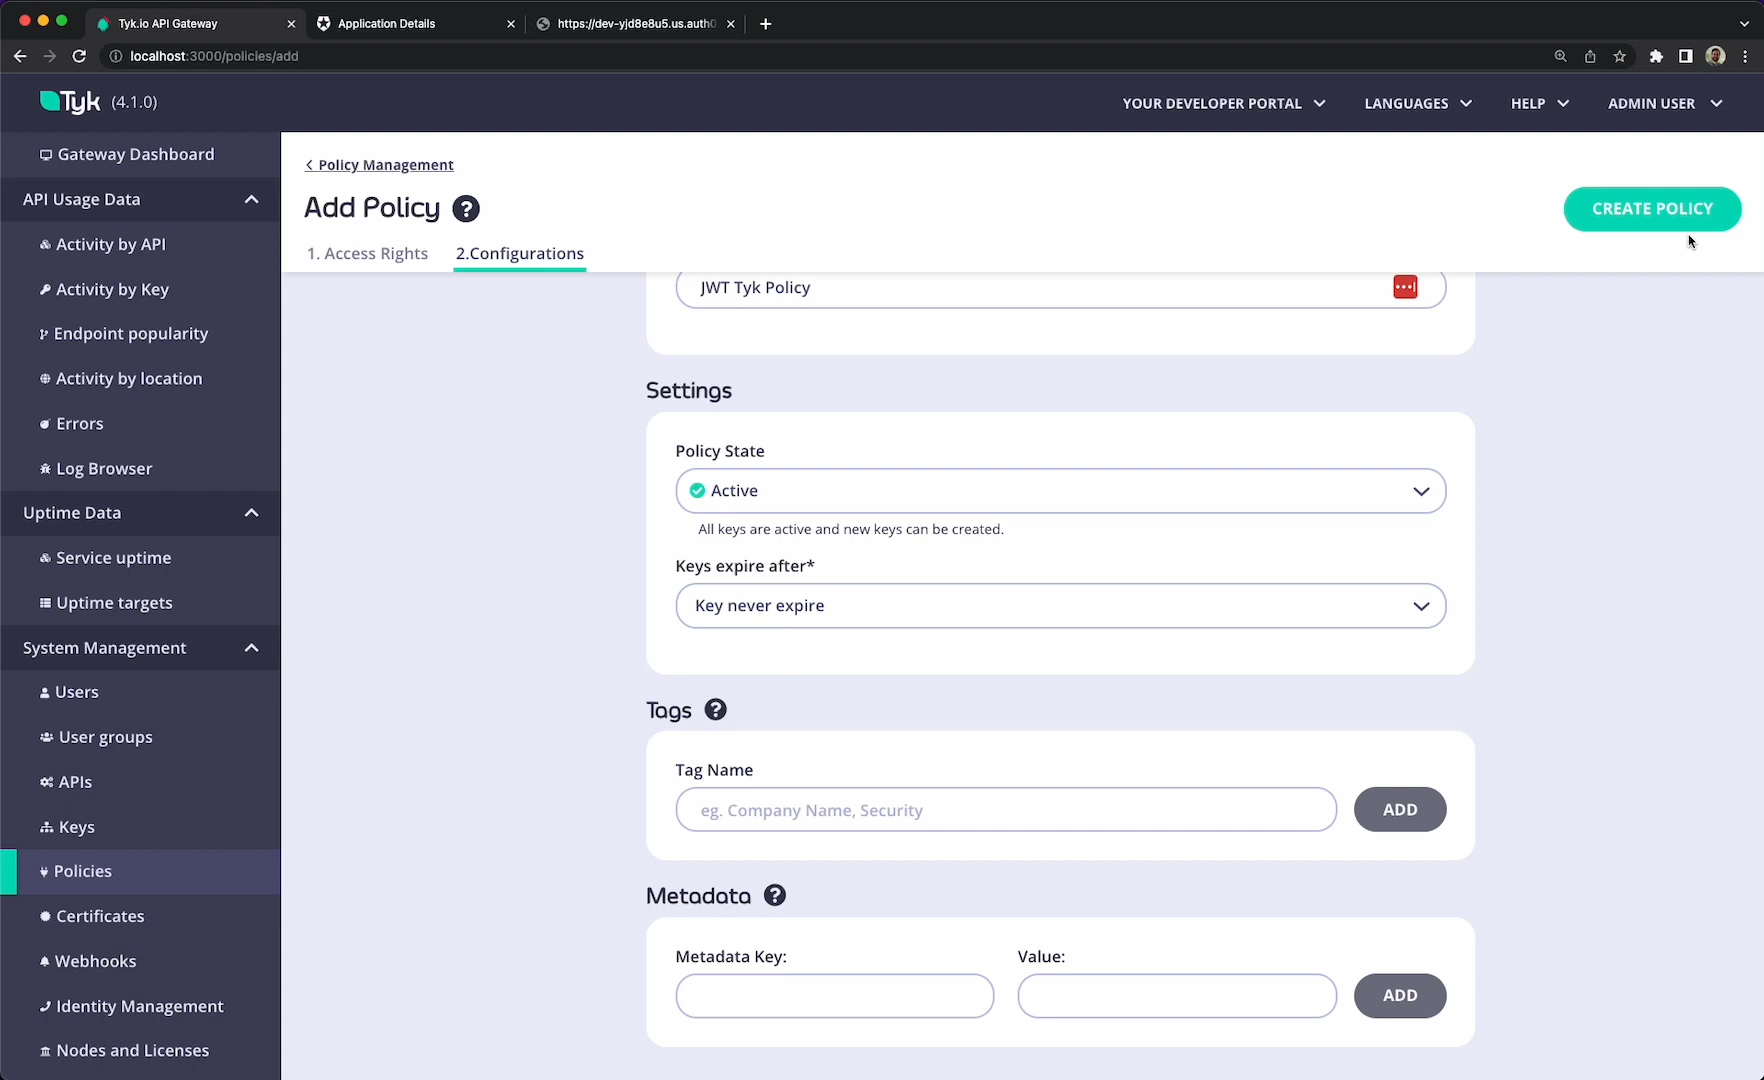 Tyk.io API Gateway
Application Details
https://dev-yjd8e8u5.us.auth0
localhost:3000/policies/add
Tyk (4.1.0)
YOUR DEVELOPER PORTAL
LANGUAGES
HELP
ADMIN USER
Gateway Dashboard
API Usage Data
Activity by API
Activity by Key
Endpoint popularity
Activity by location
Errors
Log Browser
Uptime Data
Service uptime
Uptime targets
System Management
Users
User groups
APIs
Keys
Policies
Certificates
Webhooks
Identity Management
Nodes and Licenses
Policy Management
Add Policy
CREATE POLICY
1. Access Rights
2.Configurations
JWT Tyk Policy
Settings
Policy State
Active
All keys are active and new keys can be created.
Keys expire after*
Key never expire
Tags
Tag Name
eg. Company Name, Security
ADD
Metadata
Metadata Key:
Value:
ADD